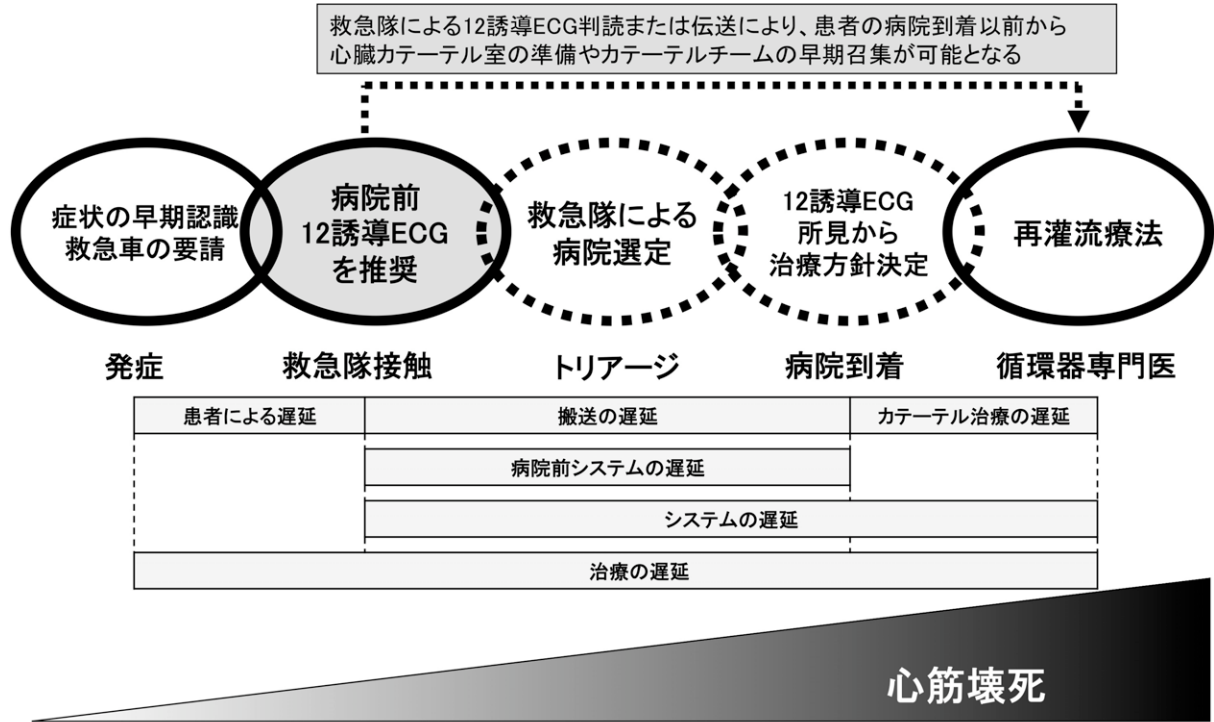 救急隊による12誘導ECG判読または伝送により、患者の病院到着以前から
心臓カテーテル室の準備やカテーテルチームの早期召集が可能となる
症状の早期認識
救急車の要請
病院前
12誘導ECG
を推奨
救急隊による
病院選定
12誘導ECG
所見から
治療方針決定
再灌流療法
発症
救急隊接触
トリアージ
病院到着
循環器専門医
患者による遅延
搬送の遅延
カテーテル治療の遅延
病院前システムの遅延
システムの遅延
治療の遅延
心筋壊死